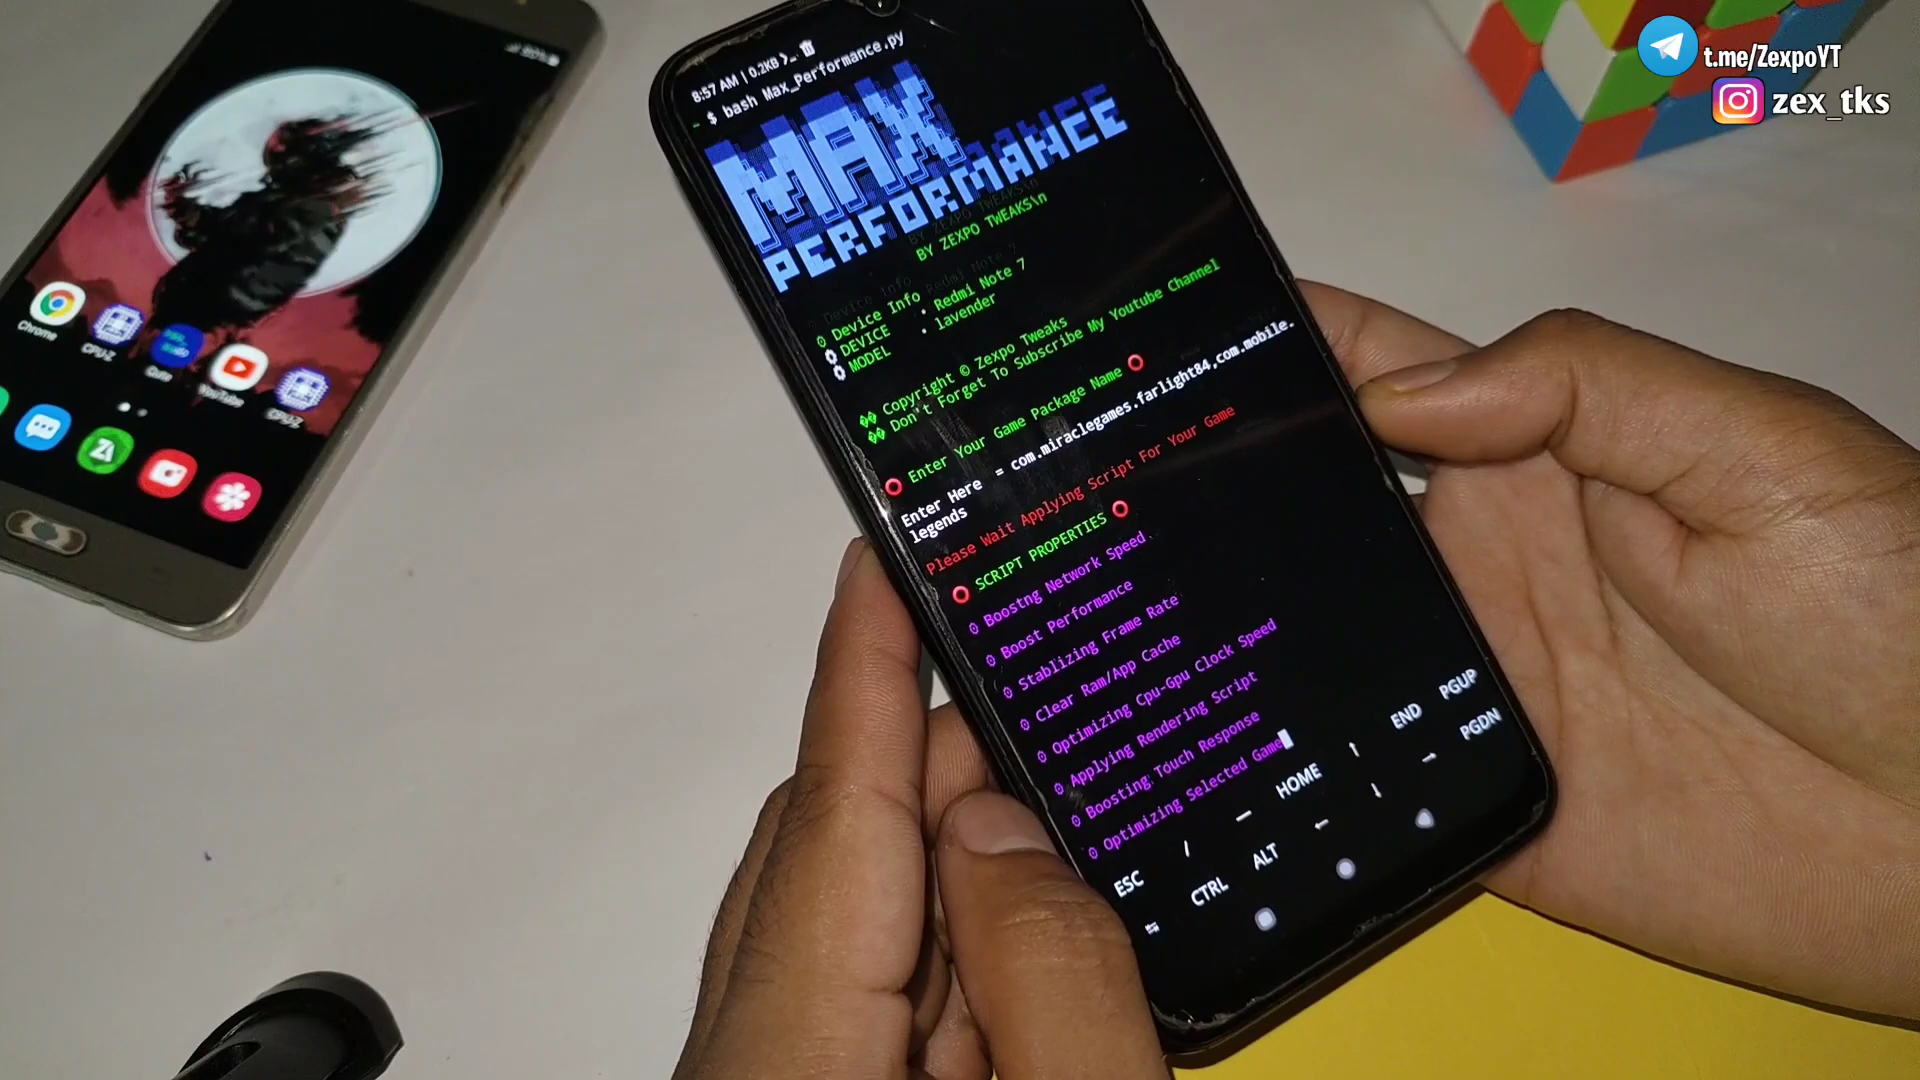 t.me/ZexpoYT
zex_tks
80%
Chrome
CPU-Z
YouTube
CPU-Z
8:57 AM | 0.2KB
~ $ bash Max_Performance.py
MAX
PERFORMANCE
BY ZEXPO TWEAKS\n
Device Info
DEVICE : Redmi Note 7
MODEL : lavender
Copyright © Zexpo Tweaks
Don't Forget To Subscribe My Youtube Channel
Enter Your Game Package Name
Enter Here = com.miraclegames.farlight84,com.mobile.
legends
Please Wait Applying Script For Your Game
SCRIPT PROPERTIES
Boostng Network Speed
Boost Performance
Stablizing Frame Rate
Clear Ram/App Cache
Optimizing Cpu-Gpu Clock Speed
Applying Rendering Script
Boosting Touch Response
Optimizing Selected Game
ESC / — HOME ↑ END PGUP
CTRL ALT ← ↓ → PGDN